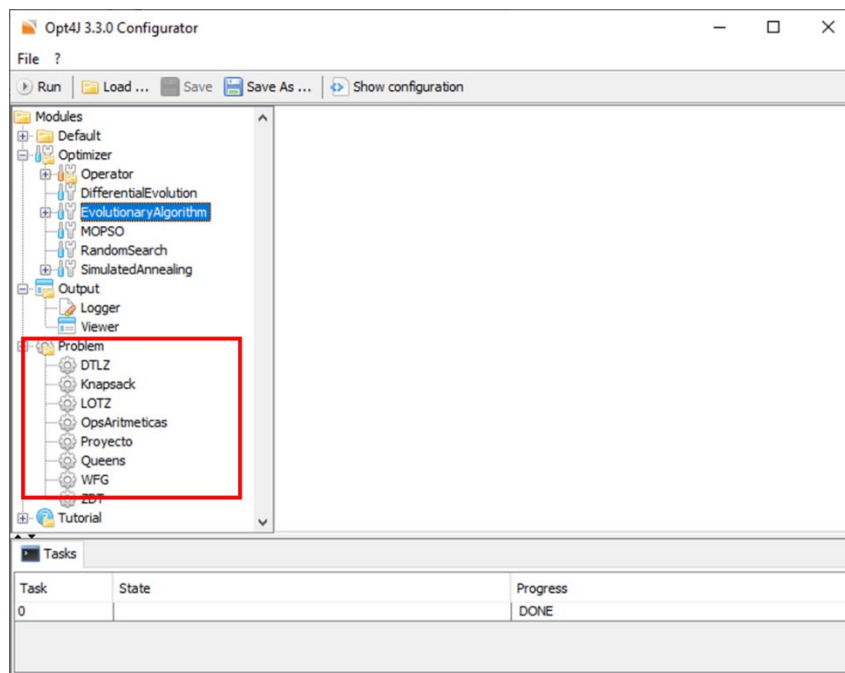 Opt4J 3.3.0 Configurator
File ?
Run Load ... Save Save As ... Show configuration
Modules
Default
Optimizer
Operator
DifferentialEvolution
EvolutionaryAlgorithm
MOPSO
RandomSearch
SimulatedAnnealing
Output
Logger
Viewer
Problem
DTLZ
Knapsack
LOTZ
OpsAritmeticas
Proyecto
Queens
WFG
ZDT
Tutorial
Tasks
Task State Progress
0 DONE